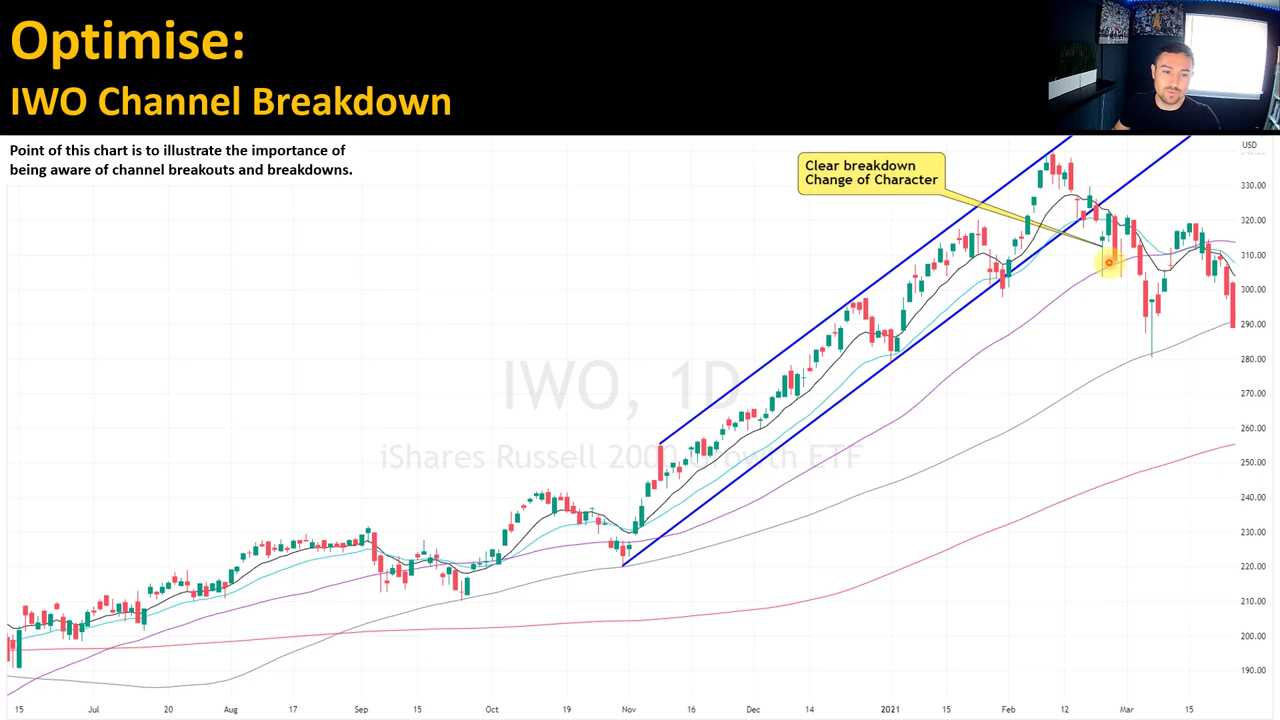 Optimise:
IWO Channel Breakdown
Point of this chart is to illustrate the importance of
being aware of channel breakouts and breakdowns.
Clear breakdown
Change of Character
USD
330.00
320.00
310.00
300.00
290.00
280.00
270.00
260.00
250.00
240.00
230.00
220.00
210.00
200.00
190.00
IWO, 1D
iShares Russell 2000 Growth ETF
15 Jul 20 Aug 17 Sep 15 Oct 19 Nov 16 Dec 14 2021 15 Feb 12 Mar 15